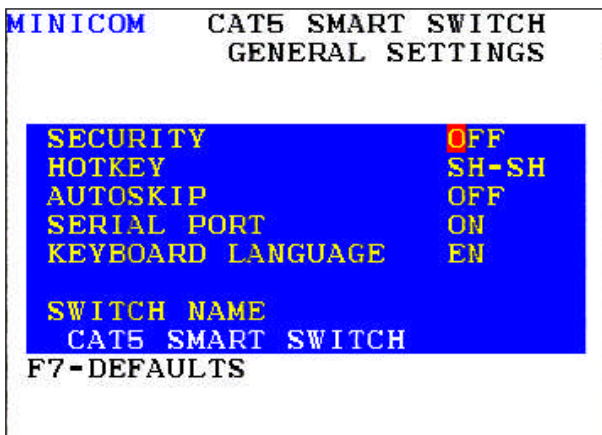 MINICOM CAT5 SMART SWITCH
GENERAL SETTINGS
SECURITY OFF
HOTKEY SH-SH
AUTOSKIP OFF
SERIAL PORT ON
KEYBOARD LANGUAGE EN
SWITCH NAME
CAT5 SMART SWITCH
F7-DEFAULTS